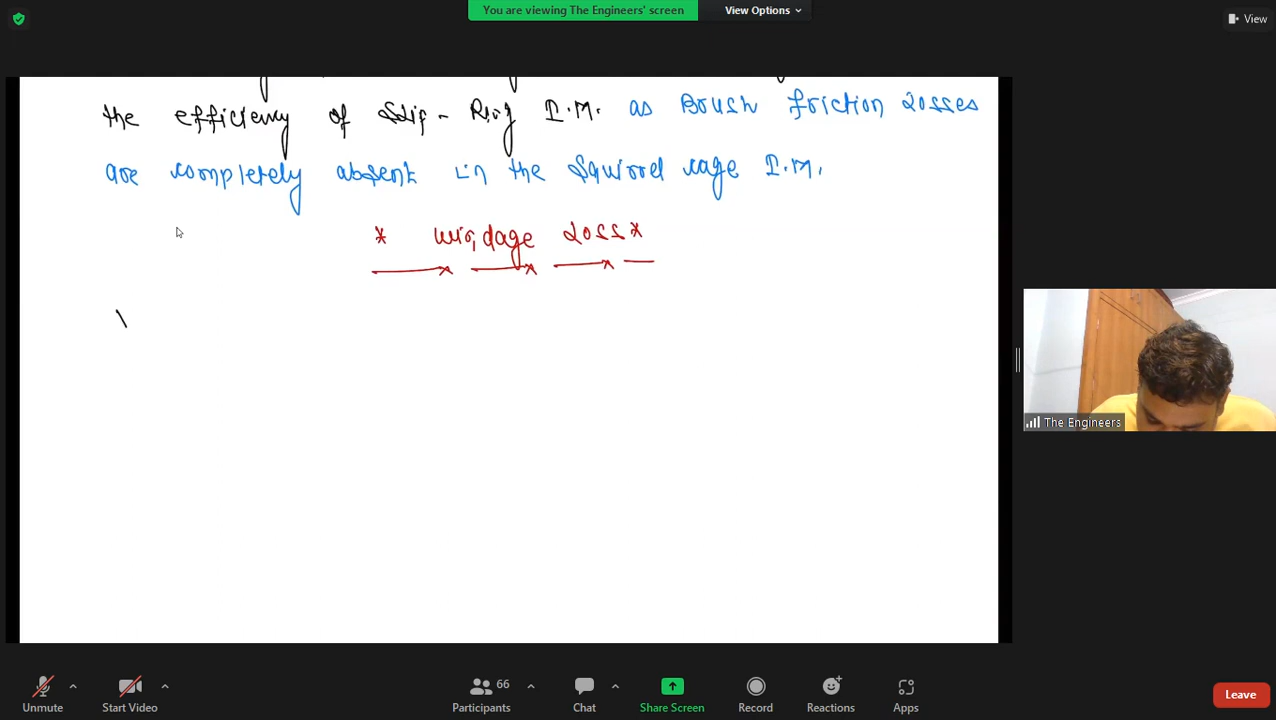 You are viewing The Engineers' screen
View Options
View
the efficiency of Slip-Ring I.M. as Brush friction Losses
are completely absent in the Squirrel cage I.M.
* windage Loss *
The Engineers
Unmute
Start Video
66
Participants
Chat
Share Screen
Record
Reactions
Apps
Leave